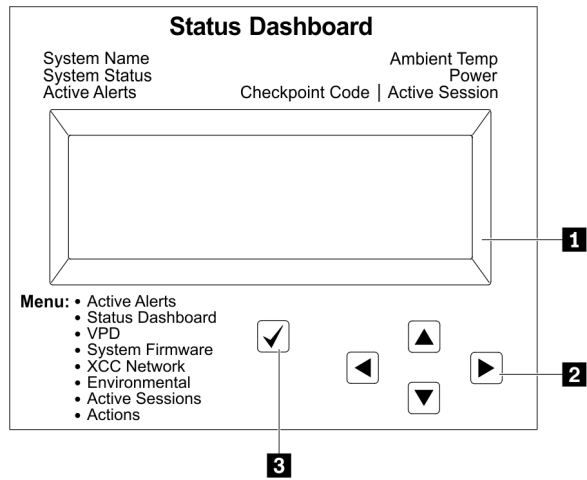 Status Dashboard
System Name
Ambient Temp
System Status
Power
Active Alerts
Checkpoint Code | Active Session
1
Menu: • Active Alerts
• Status Dashboard
• VPD
• System Firmware
• XCC Network
• Environmental
• Active Sessions
• Actions
2
3